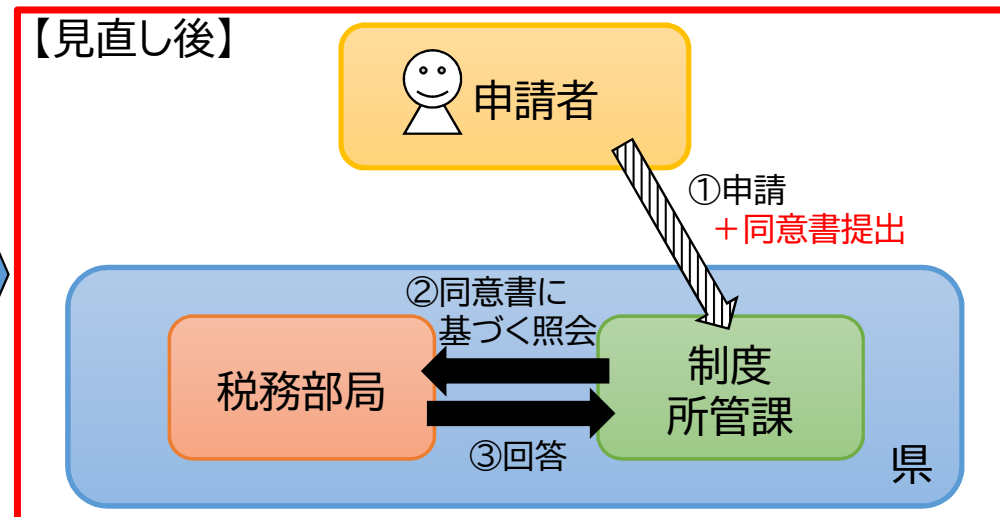 【見直し後】
申請者
①申請
＋同意書提出
②同意書に
基づく照会
税務部局
制度
所管課
③回答
県